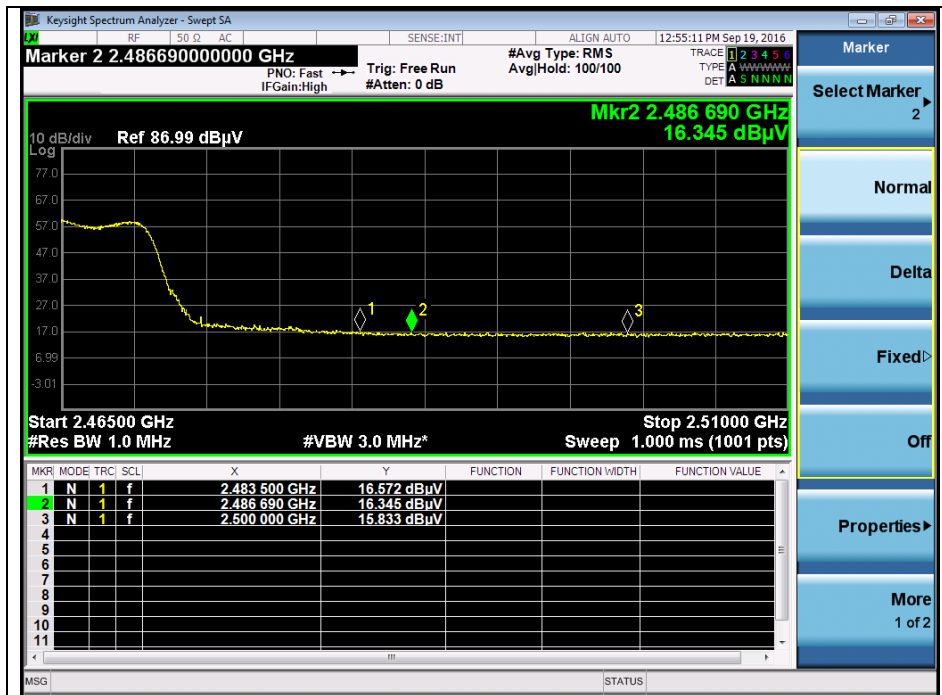 Keysight Spectrum Analyzer - Swept SA
LXI RF 50 Ω AC SENSE:INT ALIGN AUTO 12:55:11 PM Sep 19, 2016
Marker 2 2.486690000000 GHz
PNO: Fast
IFGain:High
Trig: Free Run
#Atten: 0 dB
#Avg Type: RMS
Avg|Hold: 100/100
TRACE 1 2 3 4 5 6
TYPE A WWWWW
DET A S N N N N
Mkr2 2.486 690 GHz
16.345 dBµV
10 dB/div Ref 86.99 dBµV
Log
77.0
67.0
57.0
47.0
37.0
27.0
17.0
6.99
-3.01
1
2
3
Start 2.46500 GHz Stop 2.51000 GHz
#Res BW 1.0 MHz #VBW 3.0 MHz* Sweep 1.000 ms (1001 pts)
MKR MODE TRC SCL X Y FUNCTION FUNCTION WIDTH FUNCTION VALUE
1 N 1 f 2.483 500 GHz 16.572 dBµV
2 N 1 f 2.486 690 GHz 16.345 dBµV
3 N 1 f 2.500 000 GHz 15.833 dBµV
4
5
6
7
8
9
10
11
MSG STATUS
Marker
Select Marker
2
Normal
Delta
Fixed
Off
Properties
More
1 of 2